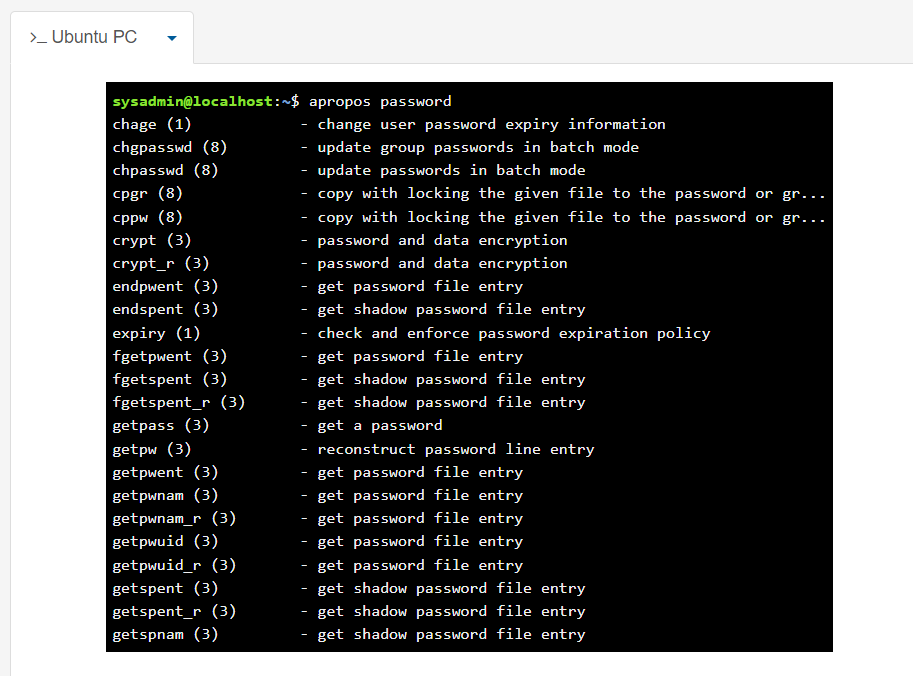 >_ Ubuntu PC
sysadmin@localhost:~$ apropos password
chage (1)            - change user password expiry information
chgpasswd (8)        - update group passwords in batch mode
chpasswd (8)         - update passwords in batch mode
cpgr (8)             - copy with locking the given file to the password or gr...
cppw (8)             - copy with locking the given file to the password or gr...
crypt (3)            - password and data encryption
crypt_r (3)          - password and data encryption
endpwent (3)         - get password file entry
endspent (3)         - get shadow password file entry
expiry (1)           - check and enforce password expiration policy
fgetpwent (3)        - get password file entry
fgetspent (3)        - get shadow password file entry
fgetspent_r (3)      - get shadow password file entry
getpass (3)          - get a password
getpw (3)            - reconstruct password line entry
getpwent (3)         - get password file entry
getpwnam (3)         - get password file entry
getpwnam_r (3)       - get password file entry
getpwuid (3)         - get password file entry
getpwuid_r (3)       - get password file entry
getspent (3)         - get shadow password file entry
getspent_r (3)       - get shadow password file entry
getspnam (3)         - get shadow password file entry